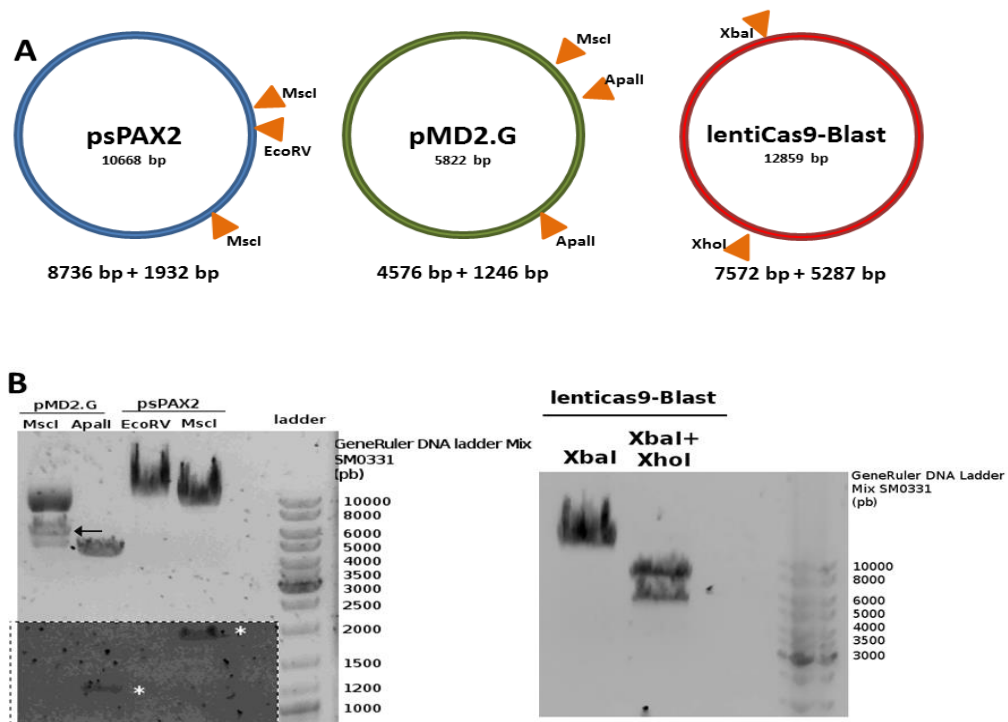 A
psPAX2
10668 bp
MscI
EcoRV
MscI
8736 bp + 1932 bp
pMD2.G
5822 bp
MscI
ApalI
ApalI
4576 bp + 1246 bp
lentiCas9-Blast
12859 bp
XbaI
XhoI
7572 bp + 5287 bp
B
pMD2.G psPAX2
MscI ApalI EcoRV MscI ladder
GeneRuler DNA ladder Mix
SM0331
(pb)
10000
8000
6000
5000
4000
3500
3000
2500
2000
1500
1200
1000
*
*
lenticas9-Blast
XbaI
XbaI+
XhoI
GeneRuler DNA Ladder
Mix SM0331
(pb)
10000
8000
6000
5000
4000
3500
3000